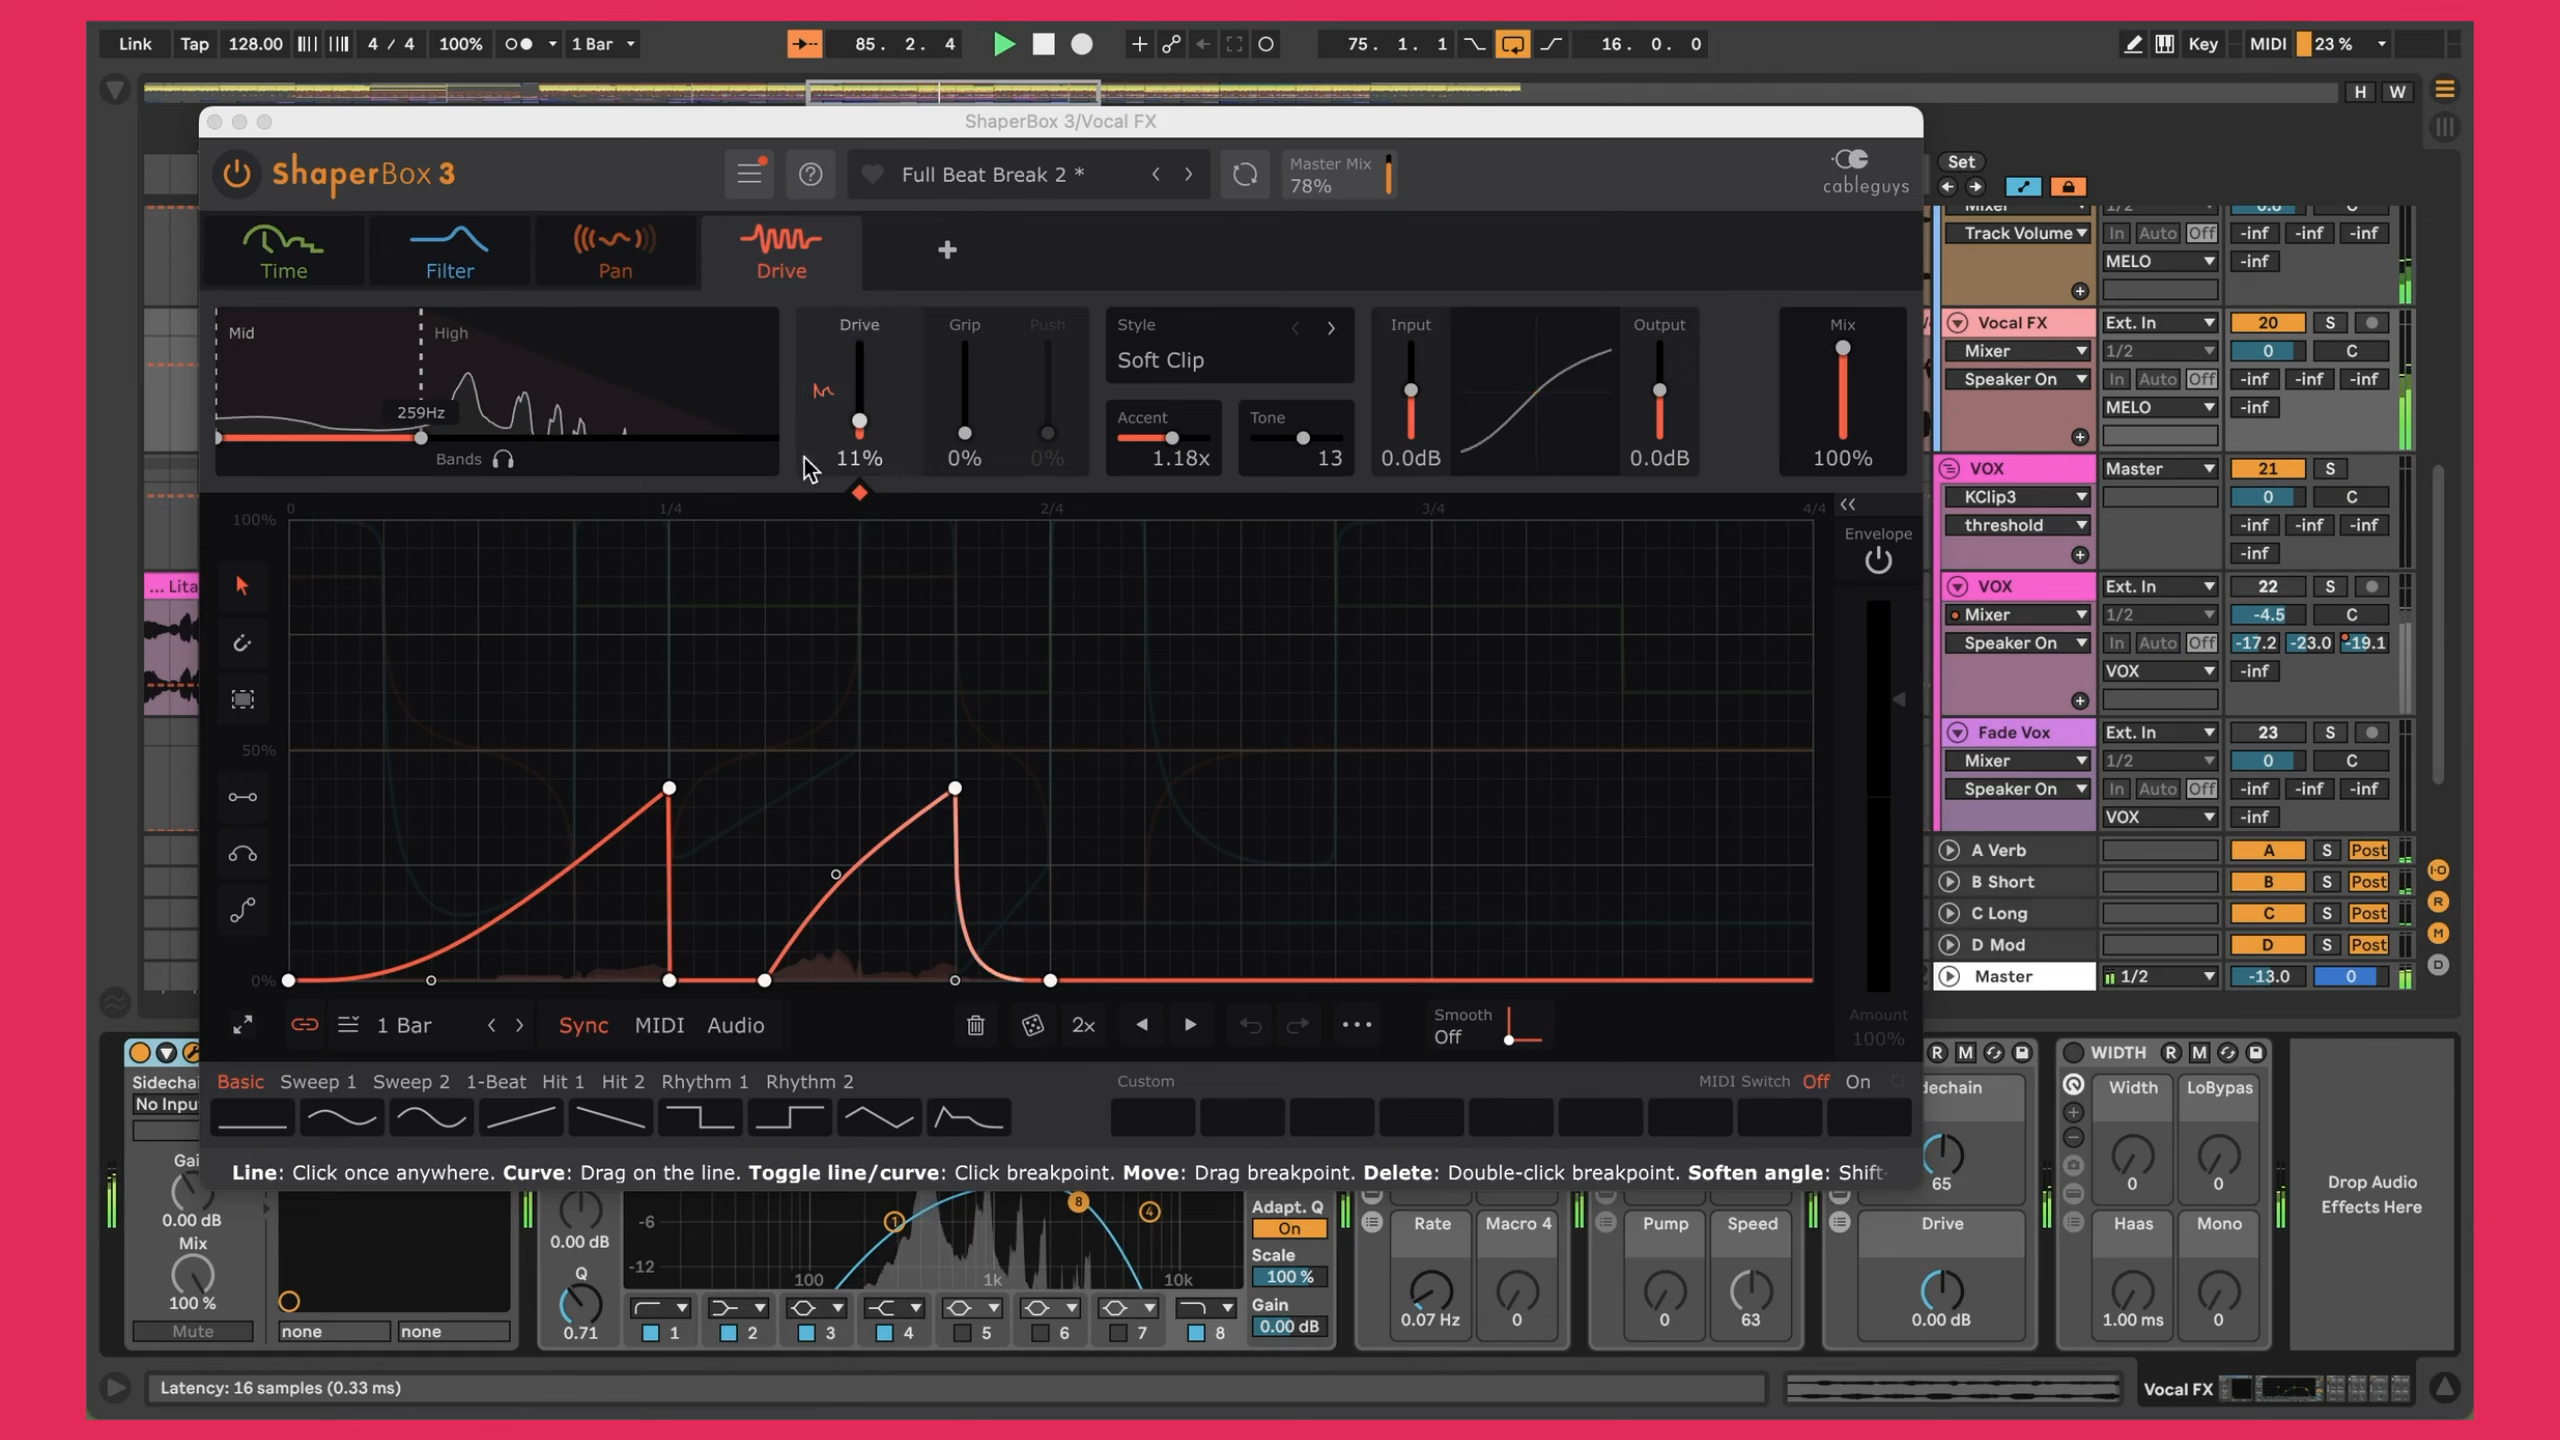 Link Tap 128.00 4 / 4 100% 1 Bar 85. 2. 4 75. 1. 1 16. 0. 0 Key MIDI 23 %
H W
ShaperBox 3/Vocal FX
ShaperBox 3 Full Beat Break 2 * Master Mix 78% cableguys
Set
Time Filter Pan Drive +
Mid High 259Hz Bands
Drive 11% Grip 0% Push 0%
Style Soft Clip
Accent 1.18x Tone 13
Input 0.0dB Output 0.0dB Mix 100%
0 1/4 2/4 3/4 4/4
100%
50%
0%
Envelope
Amount
100%
1 Bar Sync MIDI Audio 2x Smooth Off
Basic Sweep 1 Sweep 2 1-Beat Hit 1 Hit 2 Rhythm 1 Rhythm 2 Custom MIDI Switch Off On
Line: Click once anywhere. Curve: Drag on the line. Toggle line/curve: Click breakpoint. Move: Drag breakpoint. Delete: Double-click breakpoint. Soften angle: Shift-
... Lita
Track Volume In Auto Off -inf -inf -inf
MELO -inf
Vocal FX Ext. In 20 S
Mixer 1/2 0 C
Speaker On In Auto Off -inf -inf -inf
MELO -inf
VOX Master 21 S
KClip3 0 C
threshold -inf -inf -inf
-inf
VOX Ext. In 22 S
Mixer 1/2 -4.5 C
Speaker On In Auto Off -17.2 -23.0 -19.1
VOX -inf
Fade Vox Ext. In 23 S
Mixer 1/2 0 C
Speaker On In Auto Off -inf -inf -inf
VOX -inf
A Verb A S Post
B Short B S Post
C Long C S Post
D Mod D S Post
Master 1/2 -13.0 0
I-O
R
M
D
Sidechai
No Inpu
Gai
0.00 dB
Mix
100 %
Mute none none
0.00 dB
Q
0.71
-6
-12
100 1k 10k
1 8 4
1 2 3 4 5 6 7 8
Adapt. Q
On
Scale
100 %
Gain
0.00 dB
Rate Macro 4
0.07 Hz 0
Pump Speed
0 63
R M
dechain
65
Drive
0.00 dB
WIDTH R M
Width LoBypas
0 0
Haas Mono
1.00 ms 0
Drop Audio
Effects Here
Latency: 16 samples (0.33 ms)
Vocal FX